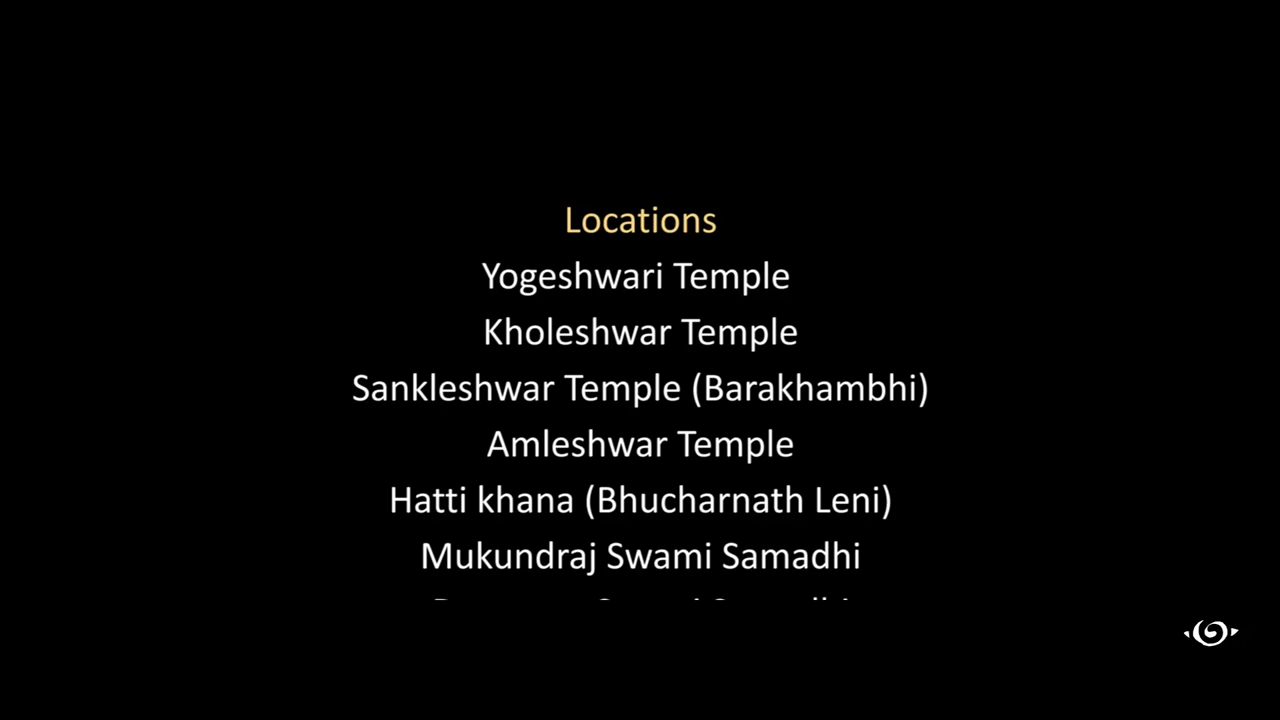 Locations
Yogeshwari Temple
Kholeshwar Temple
Sankleshwar Temple (Barakhambhi)
Amleshwar Temple
Hatti khana (Bhucharnath Leni)
Mukundraj Swami Samadhi